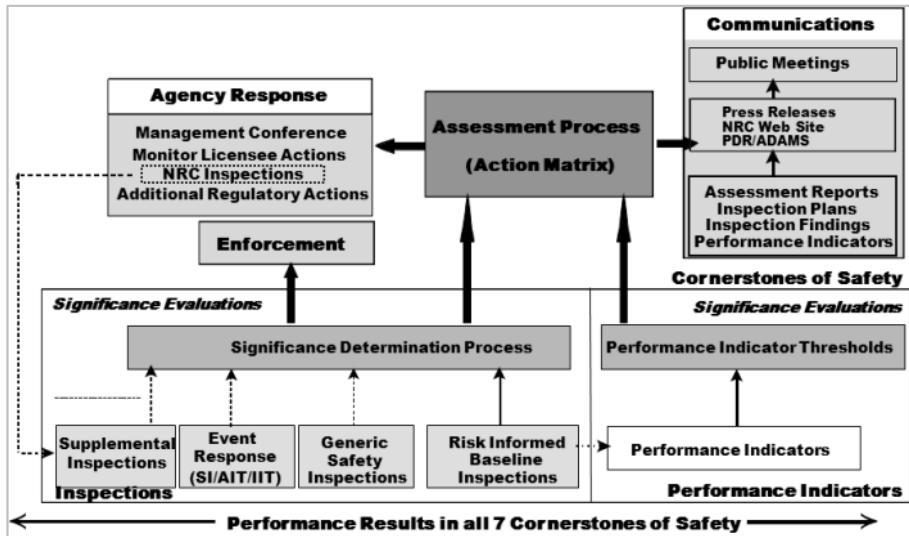 Communications
Public Meetings
Press Releases
NRC Web Site
PDR/ADAMS
Assessment Reports
Inspection Plans
Inspection Findings
Performance Indicators
Agency Response
Management Conference
Monitor Licensee Actions
NRC Inspections
Additional Regulatory Actions
Assessment Process
(Action Matrix)
Enforcement
Cornerstones of Safety
Significance Evaluations
Significance Evaluations
Significance Determination Process
Performance Indicator Thresholds
Supplemental
Inspections
Event
Response
(SI/AIT/IIT)
Generic
Safety
Inspections
Risk Informed
Baseline
Inspections
Performance Indicators
Inspections
Performance Indicators
Performance Results in all 7 Cornerstones of Safety